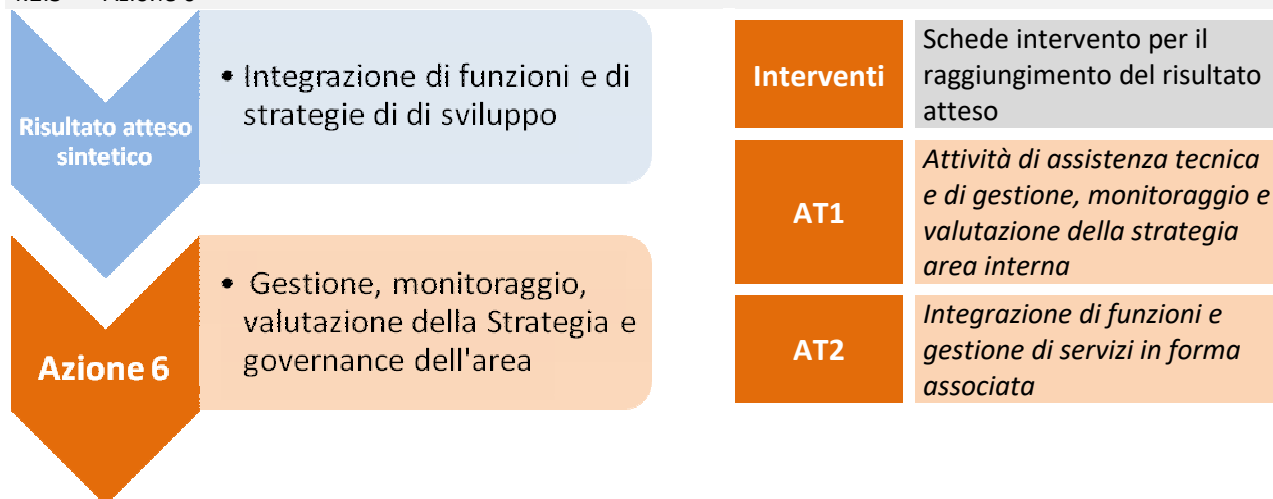 Risultato atteso
sintetico
• Integrazione di funzioni e di
strategie di di sviluppo
Azione 6
• Gestione, monitoraggio,
valutazione della Strategia e
governance dell'area
Interventi
Schede intervento per il
raggiungimento del risultato
atteso
AT1
Attività di assistenza tecnica
e di gestione, monitoraggio e
valutazione della strategia
area interna
AT2
Integrazione di funzioni e
gestione di servizi in forma
associata